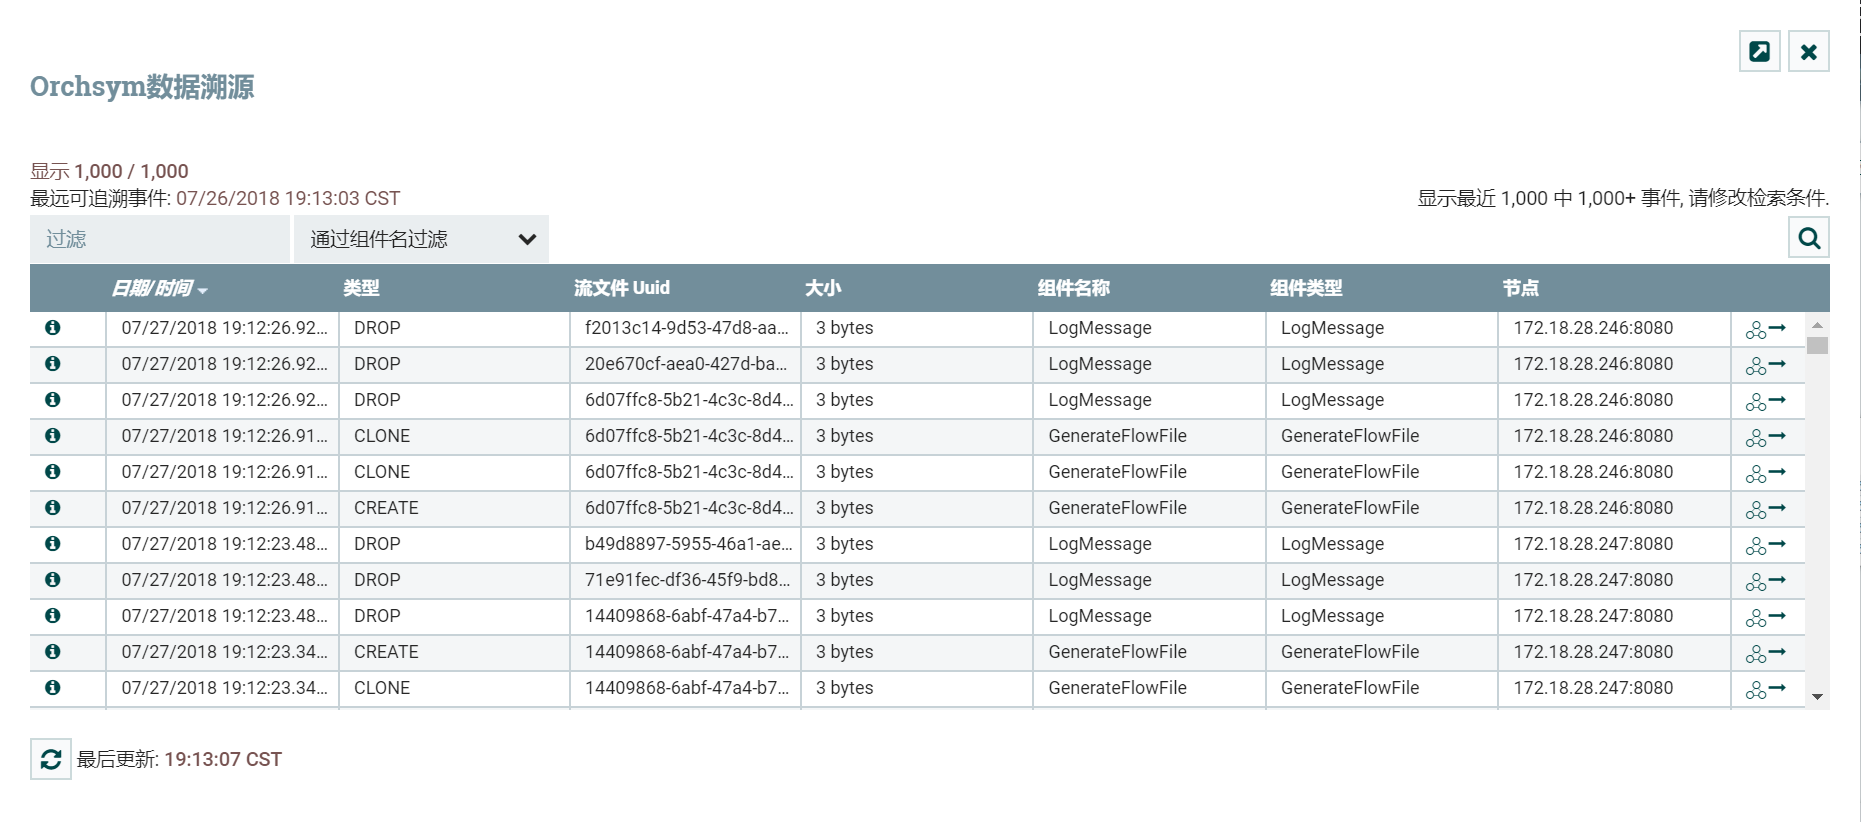 Orchsym数据溯源
显示 1,000 / 1,000
最远可追溯事件: 07/26/2018 19:13:03 CST
显示最近 1,000 中 1,000+ 事件, 请修改检索条件.
过滤 通过组件名过滤
日期/时间 类型 流文件 Uuid 大小 组件名称 组件类型 节点
07/27/2018 19:12:26.92... DROP f2013c14-9d53-47d8-aa... 3 bytes LogMessage LogMessage 172.18.28.246:8080
07/27/2018 19:12:26.92... DROP 20e670cf-aea0-427d-ba... 3 bytes LogMessage LogMessage 172.18.28.246:8080
07/27/2018 19:12:26.92... DROP 6d07ffc8-5b21-4c3c-8d4... 3 bytes LogMessage LogMessage 172.18.28.246:8080
07/27/2018 19:12:26.91... CLONE 6d07ffc8-5b21-4c3c-8d4... 3 bytes GenerateFlowFile GenerateFlowFile 172.18.28.246:8080
07/27/2018 19:12:26.91... CLONE 6d07ffc8-5b21-4c3c-8d4... 3 bytes GenerateFlowFile GenerateFlowFile 172.18.28.246:8080
07/27/2018 19:12:26.91... CREATE 6d07ffc8-5b21-4c3c-8d4... 3 bytes GenerateFlowFile GenerateFlowFile 172.18.28.246:8080
07/27/2018 19:12:23.48... DROP b49d8897-5955-46a1-ae... 3 bytes LogMessage LogMessage 172.18.28.247:8080
07/27/2018 19:12:23.48... DROP 71e91fec-df36-45f9-bd8... 3 bytes LogMessage LogMessage 172.18.28.247:8080
07/27/2018 19:12:23.48... DROP 14409868-6abf-47a4-b7... 3 bytes LogMessage LogMessage 172.18.28.247:8080
07/27/2018 19:12:23.34... CREATE 14409868-6abf-47a4-b7... 3 bytes GenerateFlowFile GenerateFlowFile 172.18.28.247:8080
07/27/2018 19:12:23.34... CLONE 14409868-6abf-47a4-b7... 3 bytes GenerateFlowFile GenerateFlowFile 172.18.28.247:8080
最后更新: 19:13:07 CST